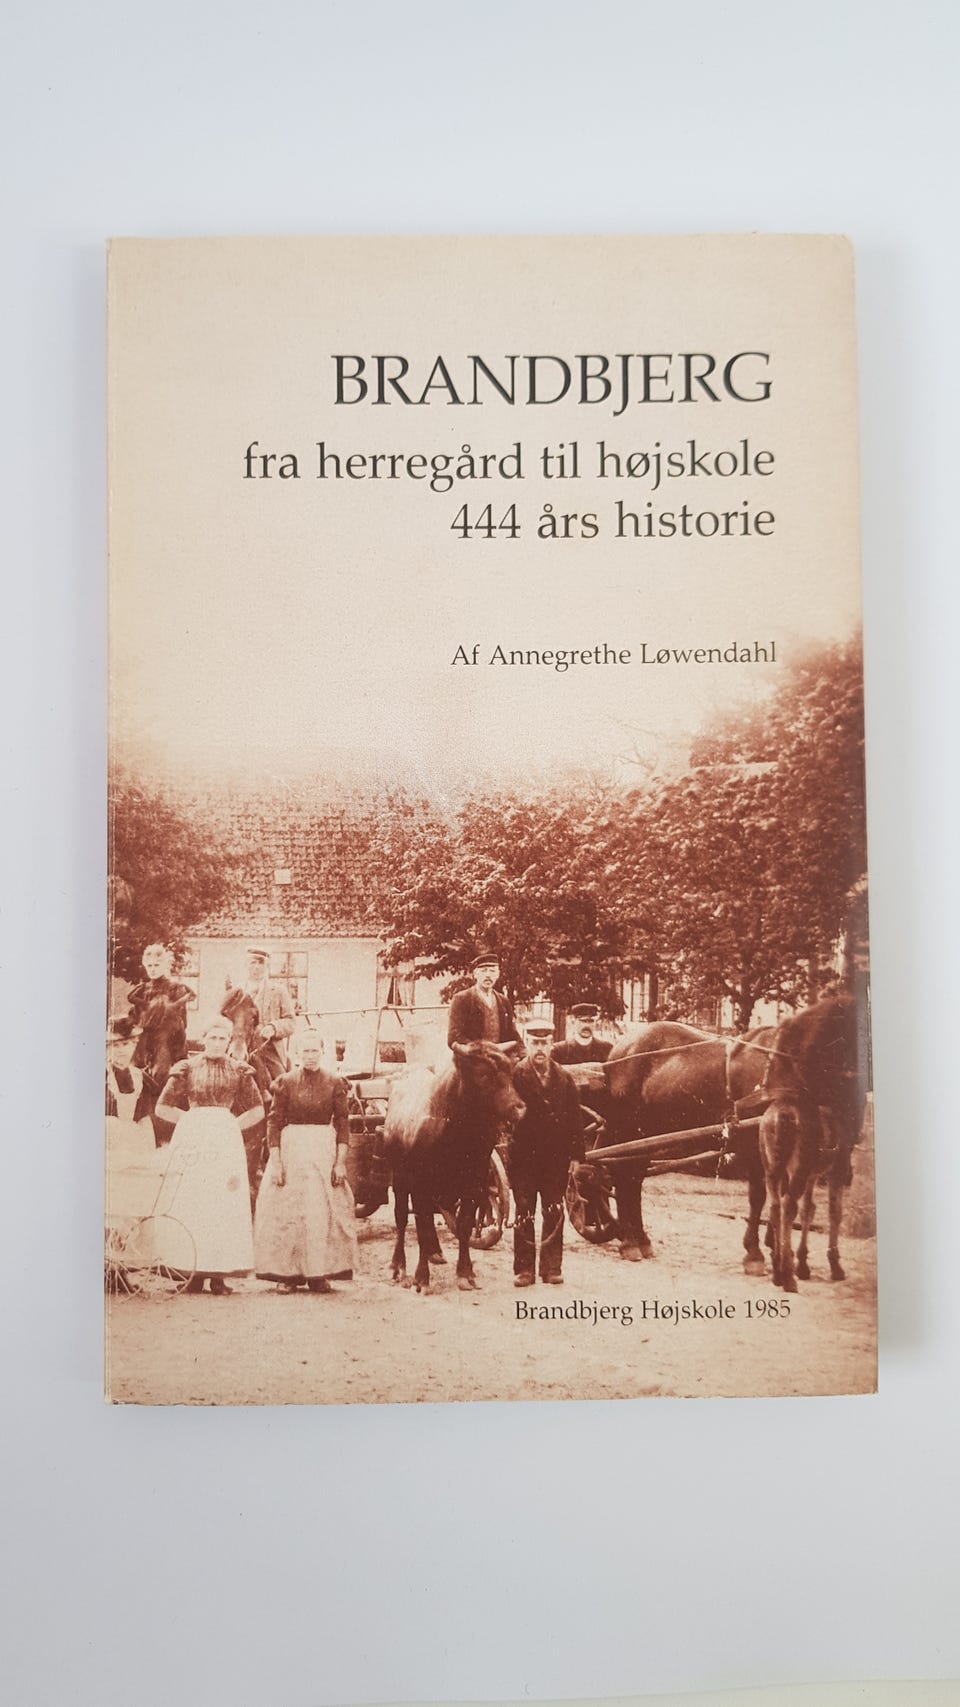 BRANDBJERG
fra herregård til højskole
444 års historie
Af Annegrethe Løwendahl
Brandbjerg Højskole 1985